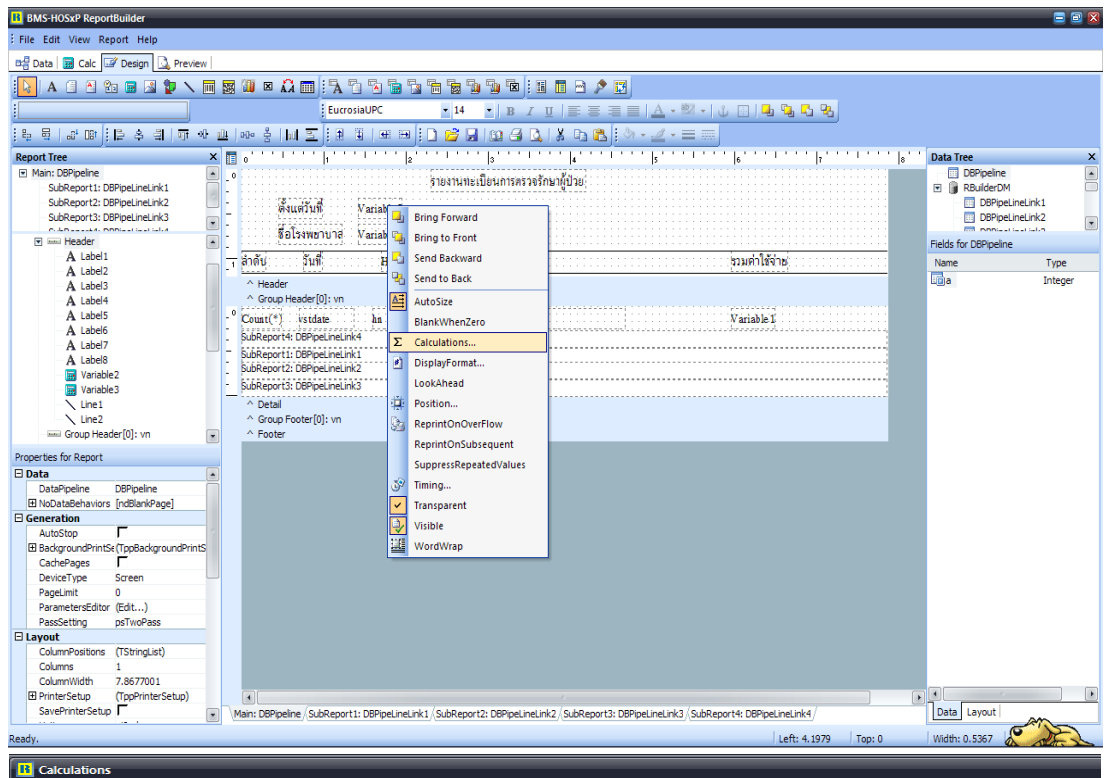 BMS-HOSxP ReportBuilder
File Edit View Report Help
Data Calc Design Preview
EucrosiaUPC 14 B I U
Report Tree
Main: DBPipeline
SubReport1: DBPipeLineLink1
SubReport2: DBPipeLineLink2
SubReport3: DBPipeLineLink3
Header
Label1
Label2
Label3
Label4
Label5
Label6
Label7
Label8
Variable2
Variable3
Line1
Line2
Group Header[0]: vn
Properties for Report
Data
DataPipeline DBPipeline
NoDataBehaviors [ndBlankPage]
Generation
AutoStop
BackgroundPrintSe (TppBackgroundPrintS
CachePages
DeviceType Screen
PageLimit 0
ParametersEditor (Edit...)
PassSetting psTwoPass
Layout
ColumnPositions (TStringList)
Columns 1
ColumnWidth 7.8677001
PrinterSetup (TppPrinterSetup)
SavePrinterSetup
0 1 2 3 4 5 6 7 8
รายงานทะเบียนการตรวจรักษาผู้ป่วย
ตั้งแต่วันที่
ชื่อโรงพยาบาล
ลำดับ วันที่ H รวมค่าใช้จ่าย
^ Header
^ Group Header[0]: vn
Count(*) vstdate hn Variable1
SubReport4: DBPipeLineLink4
SubReport1: DBPipeLineLink1
SubReport2: DBPipeLineLink2
SubReport3: DBPipeLineLink3
^ Detail
^ Group Footer[0]: vn
^ Footer
Bring Forward
Bring to Front
Send Backward
Send to Back
AutoSize
BlankWhenZero
Calculations...
DisplayFormat...
LookAhead
Position...
ReprintOnOverFlow
ReprintOnSubsequent
SuppressRepeatedValues
Timing...
Transparent
Visible
WordWrap
Main: DBPipeline SubReport1: DBPipeLineLink1 SubReport2: DBPipeLineLink2 SubReport3: DBPipeLineLink3 SubReport4: DBPipeLineLink4
Data Tree
DBPipeline
RBuilderDM
DBPipeLineLink1
DBPipeLineLink2
Fields for DBPipeline
Name Type
a Integer
Data Layout
Ready. Left: 4.1979 Top: 0 Width: 0.5367
Calculations